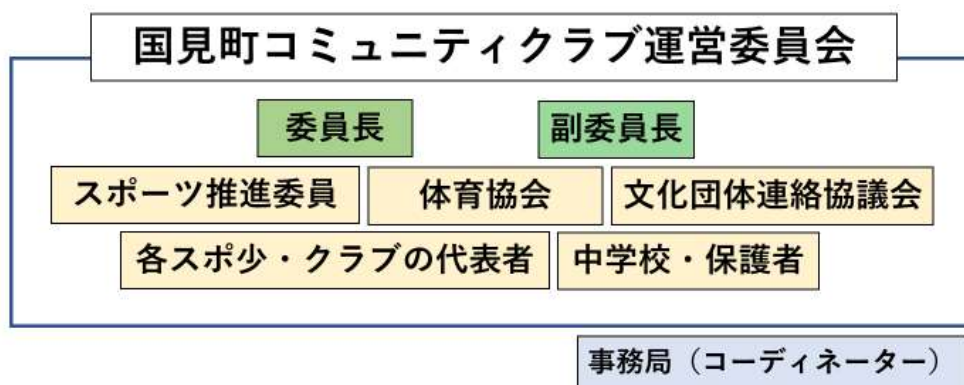 国見町コミュニティクラブ運営委員会
委員長 副委員長
スポーツ推進委員 体育協会 文化団体連絡協議会
各スポ少・クラブの代表者 中学校・保護者
事務局（コーディネーター）